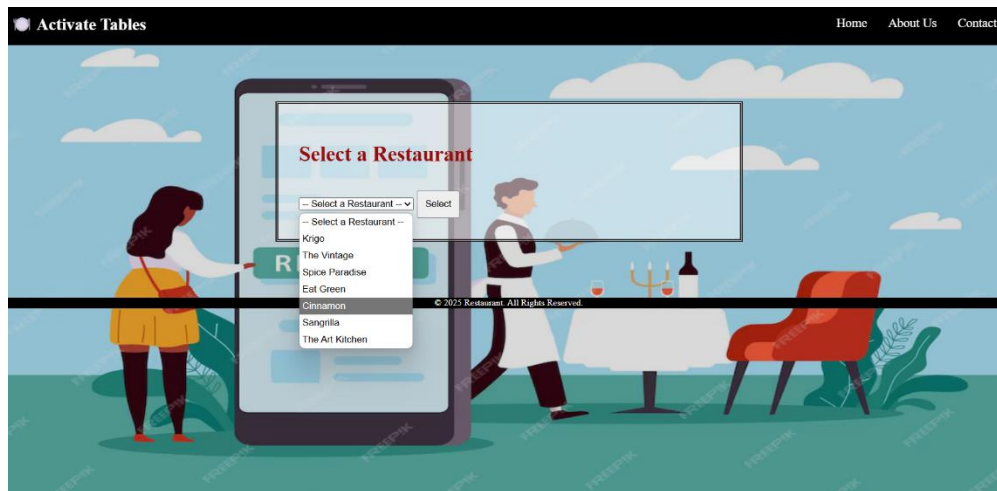 Activate Tables
Home About Us Contact
Select a Restaurant
-- Select a Restaurant -- Select
-- Select a Restaurant --
Krigo
The Vintage
Spice Paradise
R
Eat Green
Cinnamon
© 2025 Restaurant. All Rights Reserved.
Sangrilla
The Art Kitchen
FREEPIK